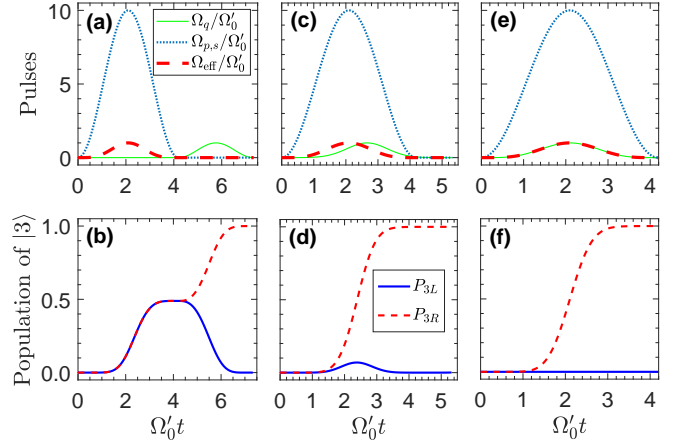 (a)
Ω_q/Ω′_0
Ω_{p,s}/Ω′_0
Ω_eff/Ω′_0
(c)
(e)
Pulses
10
5
0
0 2 4 6
0 1 2 3 4 5
0 1 2 3 4
(b)
(d)
(f)
P_{3L}
P_{3R}
Population of |3⟩
1.0
0.5
0.0
0 2 4 6
0 1 2 3 4 5
0 1 2 3 4
Ω′_0t
Ω′_0t
Ω′_0t